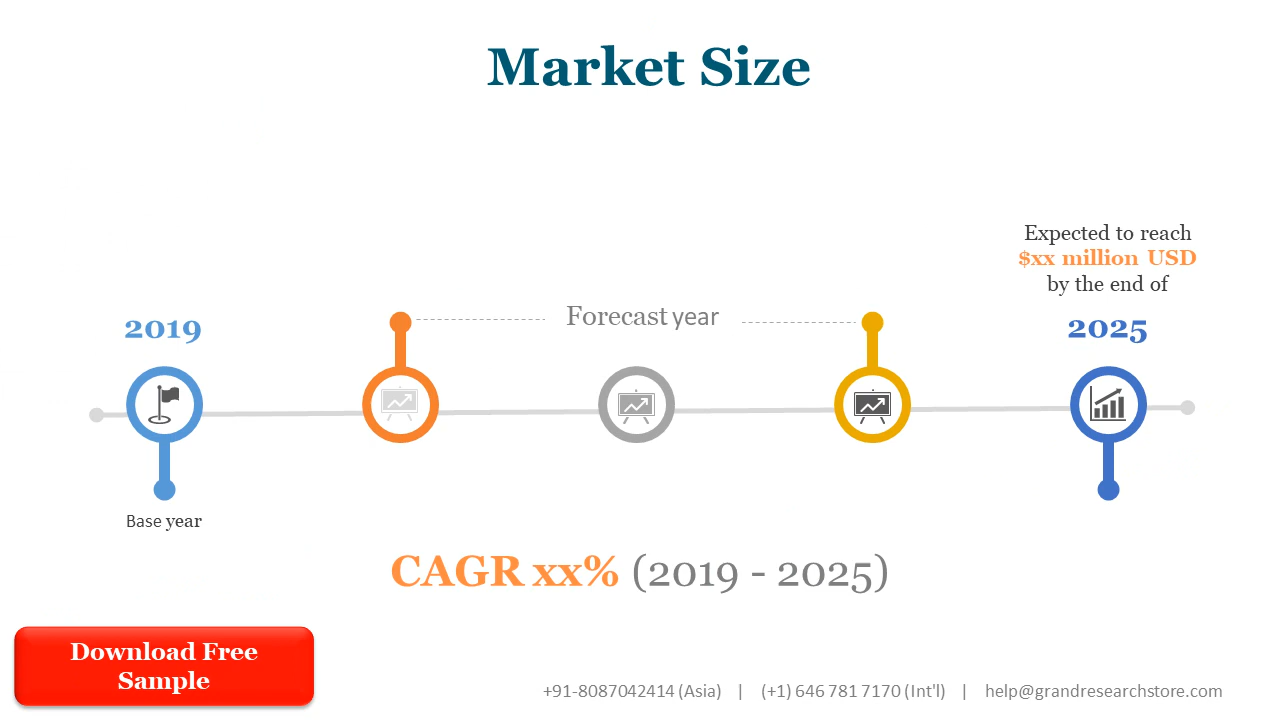 Market Size
Expected to reach
$xx million USD
by the end of
2019
Forecast year
2025
Base year
CAGR xx% (2019 - 2025)
Download Free
Sample
+91-8087042414 (Asia) | (+1) 646 781 7170 (Int'l) | help@grandresearchstore.com